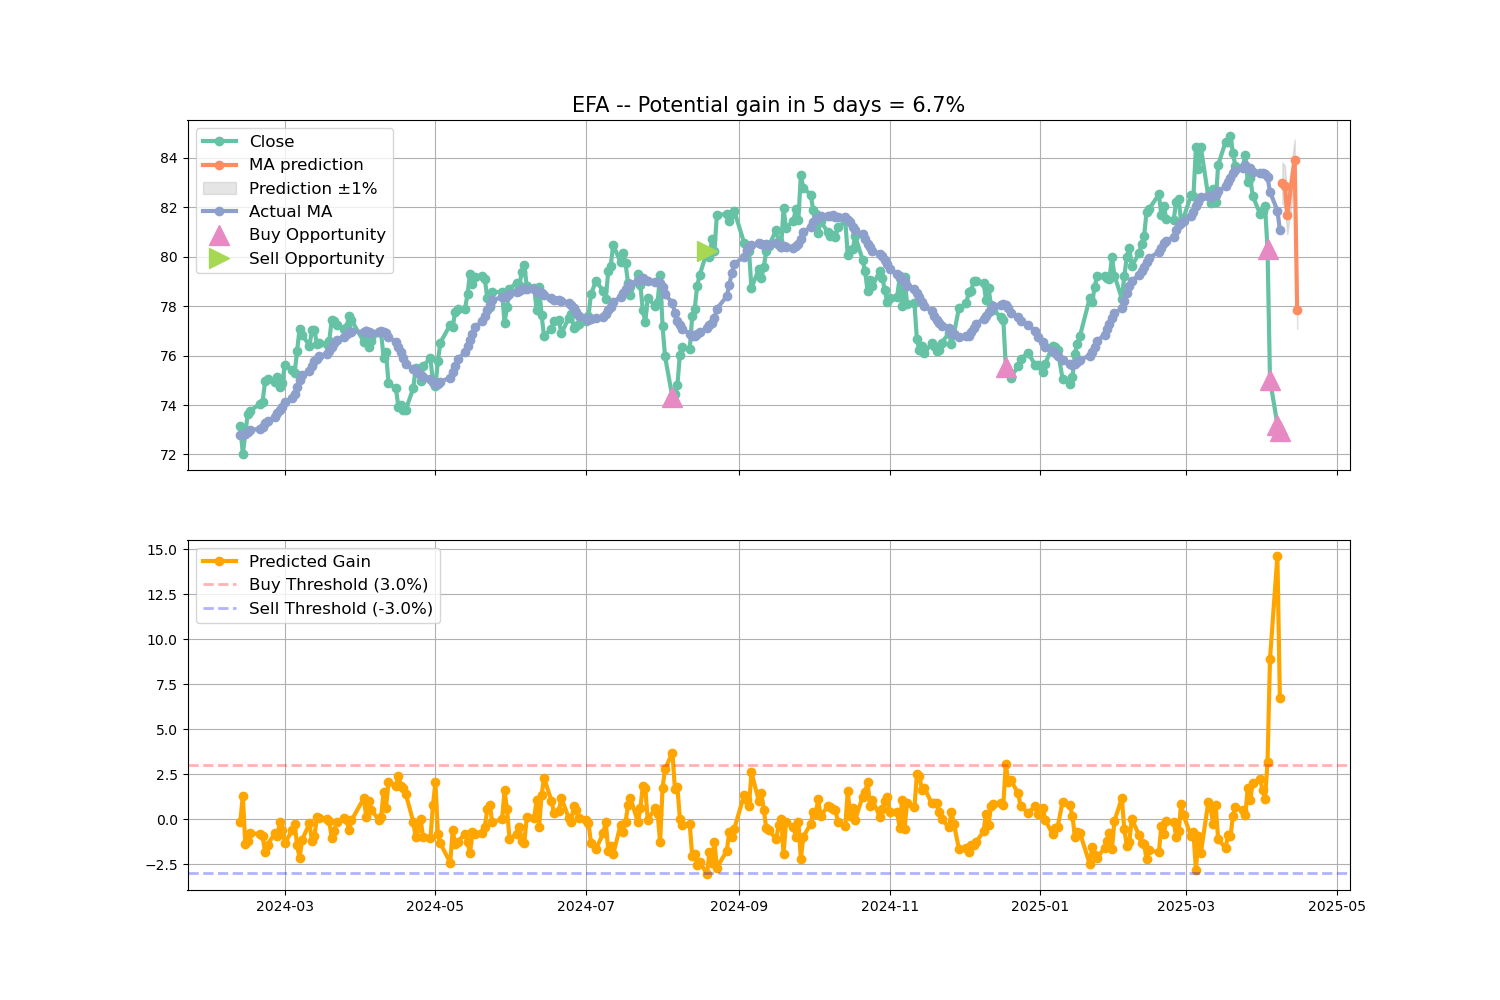 EFA -- Potential gain in 5 days = 6.7%
Close
MA prediction
Prediction ±1%
Actual MA
Buy Opportunity
Sell Opportunity
84
82
80
78
76
74
72
Predicted Gain
Buy Threshold (3.0%)
Sell Threshold (-3.0%)
15.0
12.5
10.0
7.5
5.0
2.5
0.0
−2.5
2024-03
2024-05
2024-07
2024-09
2024-11
2025-01
2025-03
2025-05